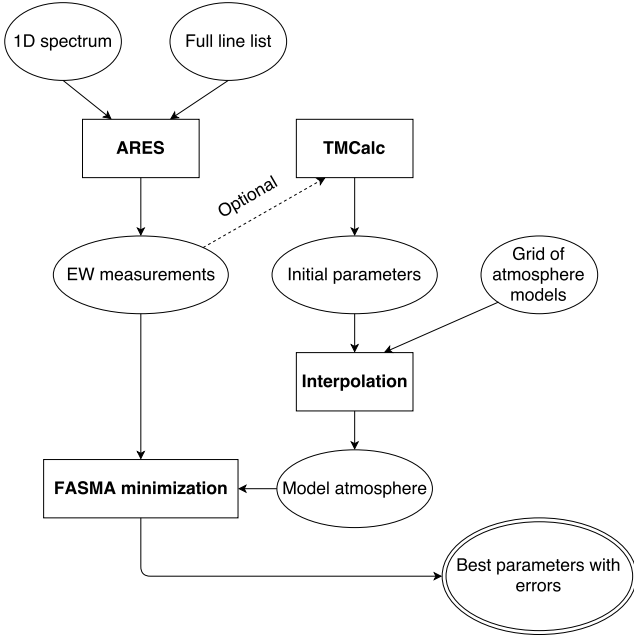 1D spectrum
Full line list
ARES
TMCalc
Optional
EW measurements
Initial parameters
Grid of
atmosphere
models
Interpolation
FASMA minimization
Model atmosphere
Best parameters with
errors